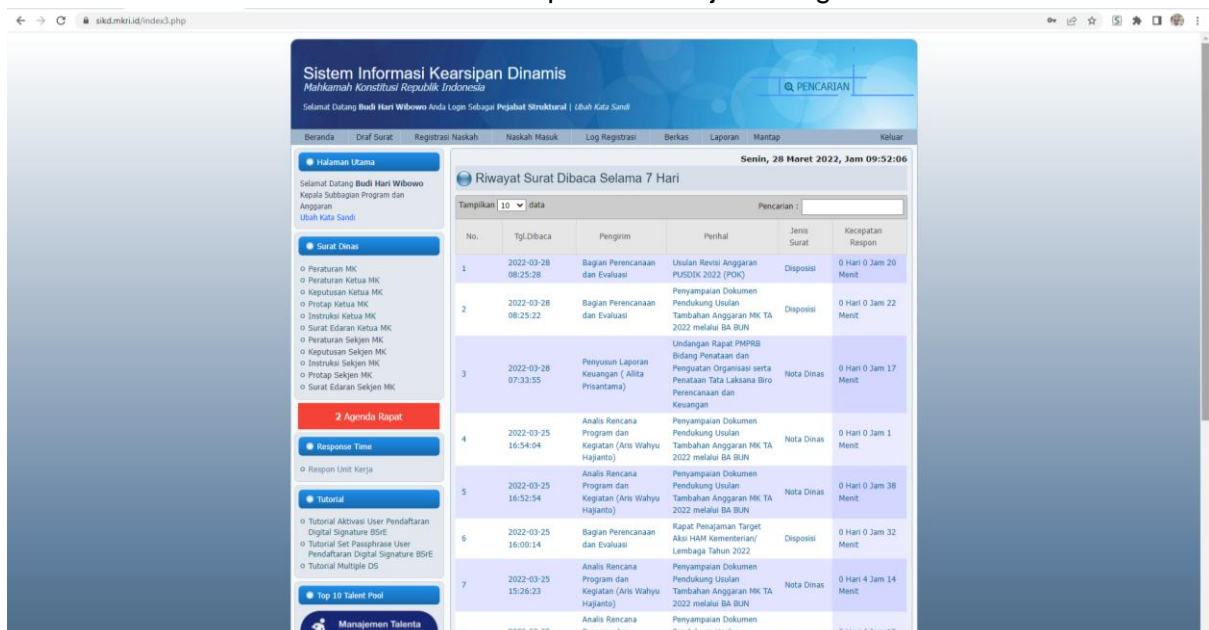 sikd.mkri.id/index3.php
Sistem Informasi Kearsipan Dinamis
Mahkamah Konstitusi Republik Indonesia
Selamat Datang Budi Hari Wibowo Anda Login Sebagai Pejabat Struktural | Ubah Kata Sandi
PENCARIAN
Beranda Draf Surat Registrasi Naskah Naskah Masuk Log Registrasi Berkas Laporan Mantap Keluar
Halaman Utama
Selamat Datang Budi Hari Wibowo
Kepala Subbagian Program dan
Anggaran
Ubah Kata Sandi
Surat Dinas
Peraturan MK
Peraturan Ketua MK
Keputusan Ketua MK
Protap Ketua MK
Instruksi Ketua MK
Surat Edaran Ketua MK
Peraturan Sekjen MK
Keputusan Sekjen MK
Instruksi Sekjen MK
Protap Sekjen MK
Surat Edaran Sekjen MK
2 Agenda Rapat
Response Time
Respon Unit Kerja
Tutorial
Tutorial Aktivasi User Pendaftaran
Digital Signature BSrE
Tutorial Set Passphrase User
Pendaftaran Digital Signature BSrE
Tutorial Multiple DS
Top 10 Talent Pool
Manajemen Talenta
Senin, 28 Maret 2022, Jam 09:52:06
Riwayat Surat Dibaca Selama 7 Hari
Tampilkan 10 data Pencarian :
No. Tgl.Dibaca Pengirim Perihal Jenis
Surat Kecepatan
Respon
1 2022-03-28
08:25:28 Bagian Perencanaan
dan Evaluasi Usulan Revisi Anggaran
PUSDIK 2022 (POK) Disposisi 0 Hari 0 Jam 20
Menit
2 2022-03-28
08:25:22 Bagian Perencanaan
dan Evaluasi Penyampaian Dokumen
Pendukung Usulan
Tambahan Anggaran MK TA
2022 melalui BA BUN Disposisi 0 Hari 0 Jam 22
Menit
3 2022-03-28
07:33:55 Penyusun Laporan
Keuangan ( Allita
Prisantama) Undangan Rapat PMPRB
Bidang Penataan dan
Penguatan Organisasi serta
Penataan Tata Laksana Biro
Perencanaan dan
Keuangan Nota Dinas 0 Hari 0 Jam 17
Menit
4 2022-03-25
16:54:04 Analis Rencana
Program dan
Kegiatan (Aris Wahyu
Hajianto) Penyampaian Dokumen
Pendukung Usulan
Tambahan Anggaran MK TA
2022 melalui BA BUN Nota Dinas 0 Hari 0 Jam 1
Menit
5 2022-03-25
16:52:54 Analis Rencana
Program dan
Kegiatan (Aris Wahyu
Hajianto) Penyampaian Dokumen
Pendukung Usulan
Tambahan Anggaran MK TA
2022 melalui BA BUN Nota Dinas 0 Hari 0 Jam 38
Menit
6 2022-03-25
16:00:14 Bagian Perencanaan
dan Evaluasi Rapat Penajaman Target
Aksi HAM Kementerian/
Lembaga Tahun 2022 Disposisi 0 Hari 0 Jam 32
Menit
7 2022-03-25
15:26:23 Analis Rencana
Program dan
Kegiatan (Aris Wahyu
Hajianto) Penyampaian Dokumen
Pendukung Usulan
Tambahan Anggaran MK TA
2022 melalui BA BUN Nota Dinas 0 Hari 4 Jam 14
Menit
Analis Rencana Penyampaian Dokumen